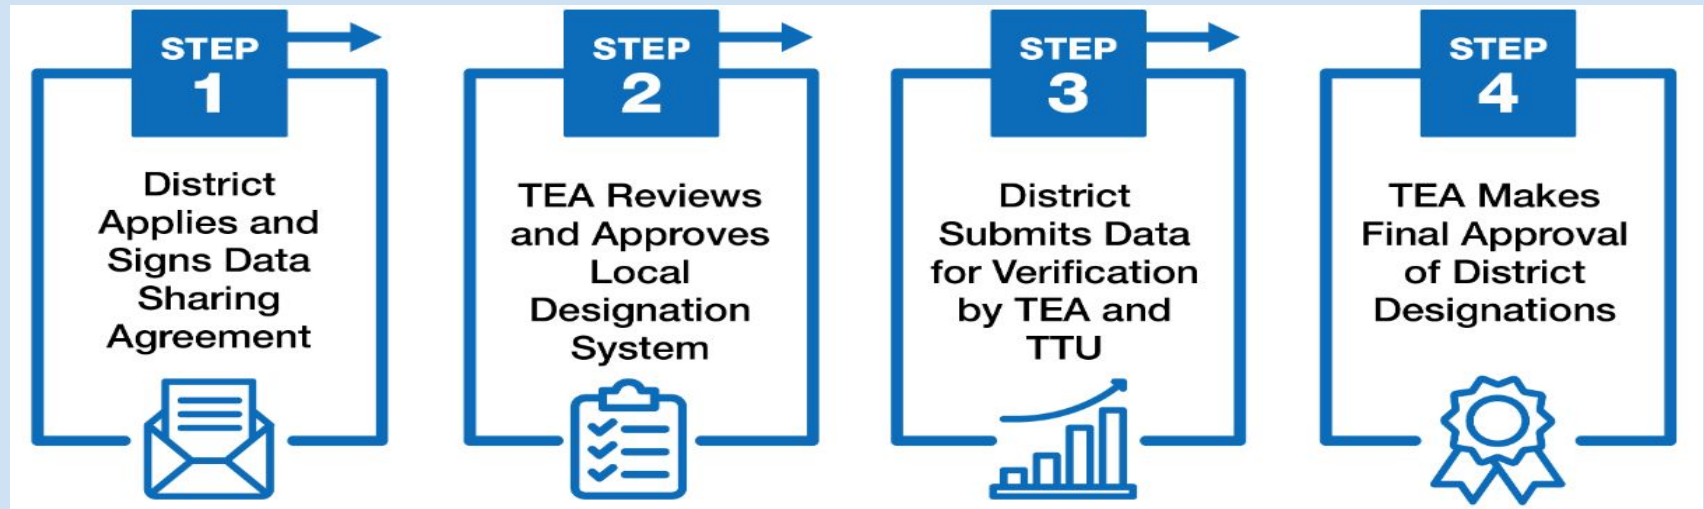 STEP
1
District
Applies and
Signs Data
Sharing
Agreement
STEP
2
TEA Reviews
and Approves
Local
Designation
System
STEP
3
District
Submits Data
for Verification
by TEA and
TTU
STEP
4
TEA Makes
Final Approval
of District
Designations